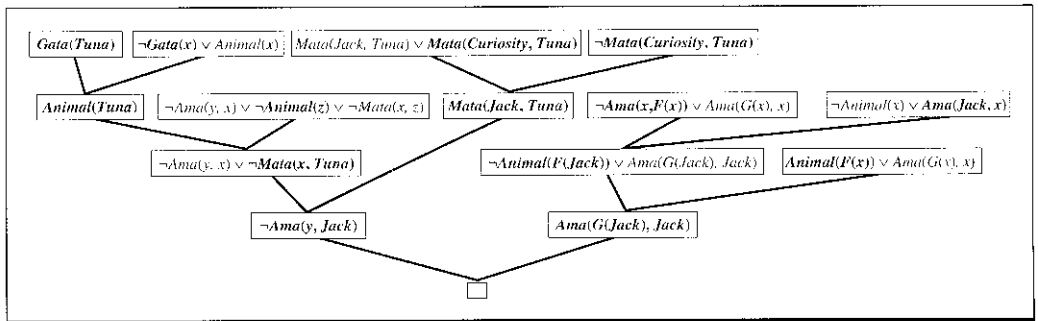 Gata(Tuna) ¬Gata(x) ∨ Animal(x) Mata(Jack, Tuna) ∨ Mata(Curiosity, Tuna) ¬Mata(Curiosity, Tuna)
Animal(Tuna) ¬Ama(y, x) ∨ ¬Animal(z) ∨ ¬Mata(x, z) Mata(Jack, Tuna) ¬Ama(x,F(x)) ∨ Ama(G(x), x) ¬Animal(x) ∨ Ama(Jack, x)
¬Ama(y, x) ∨ ¬Mata(x, Tuna) ¬Animal(F(Jack)) ∨ Ama(G(Jack), Jack) Animal(F(x)) ∨ Ama(G(x), x)
¬Ama(y, Jack) Ama(G(Jack), Jack)